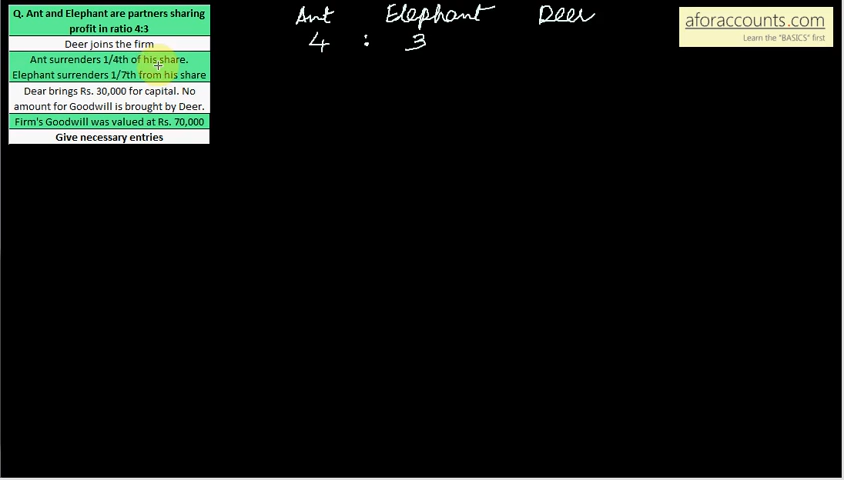 Q. Ant and Elephant are partners sharing
profit in ratio 4:3
Deer joins the firm
Ant surrenders 1/4th of his share.
Elephant surrenders 1/7th from his share
Dear brings Rs. 30,000 for capital. No
amount for Goodwill is brought by Deer.
Firm's Goodwill was valued at Rs. 70,000
Give necessary entries
Ant Elephant Deer
4 : 3
aforaccounts.com
Learn the "BASICS" first